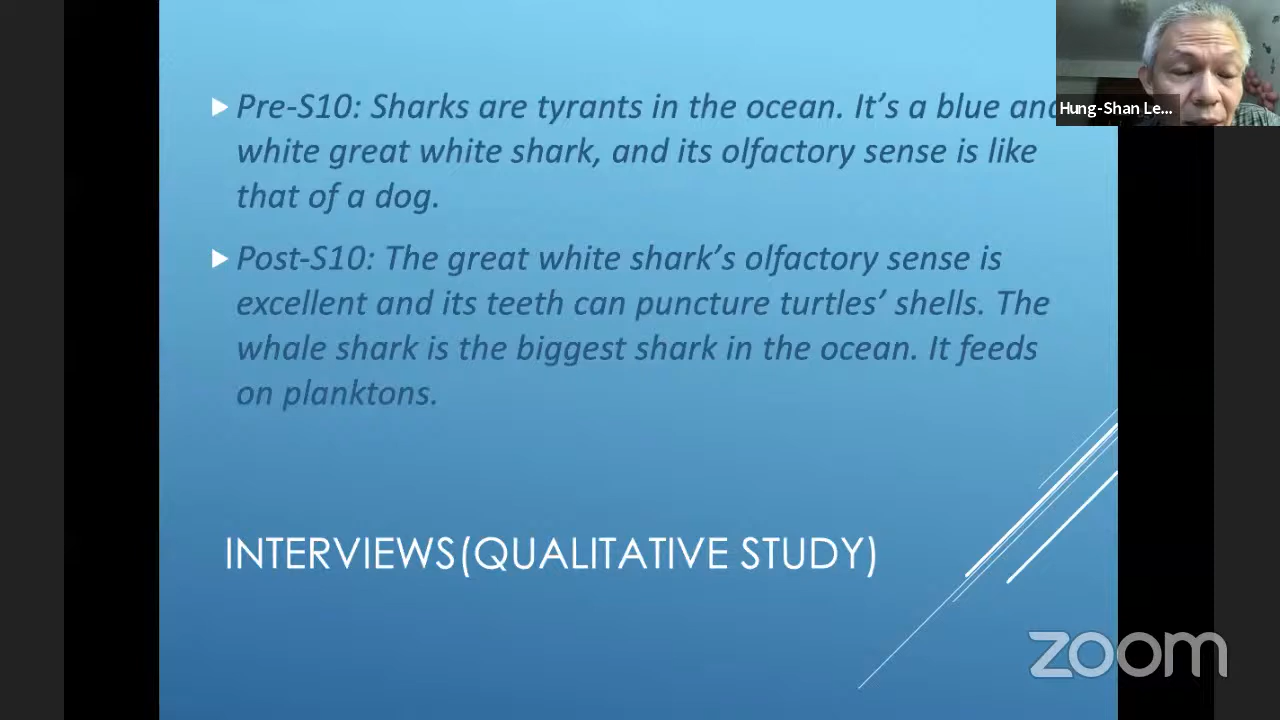 Pre-S10: Sharks are tyrants in the ocean. It's a blue and
white great white shark, and its olfactory sense is like
that of a dog.
Post-S10: The great white shark's olfactory sense is
excellent and its teeth can puncture turtles' shells. The
whale shark is the biggest shark in the ocean. It feeds
on planktons.
INTERVIEWS(QUALITATIVE STUDY)
Hung-Shan Le...
zoom